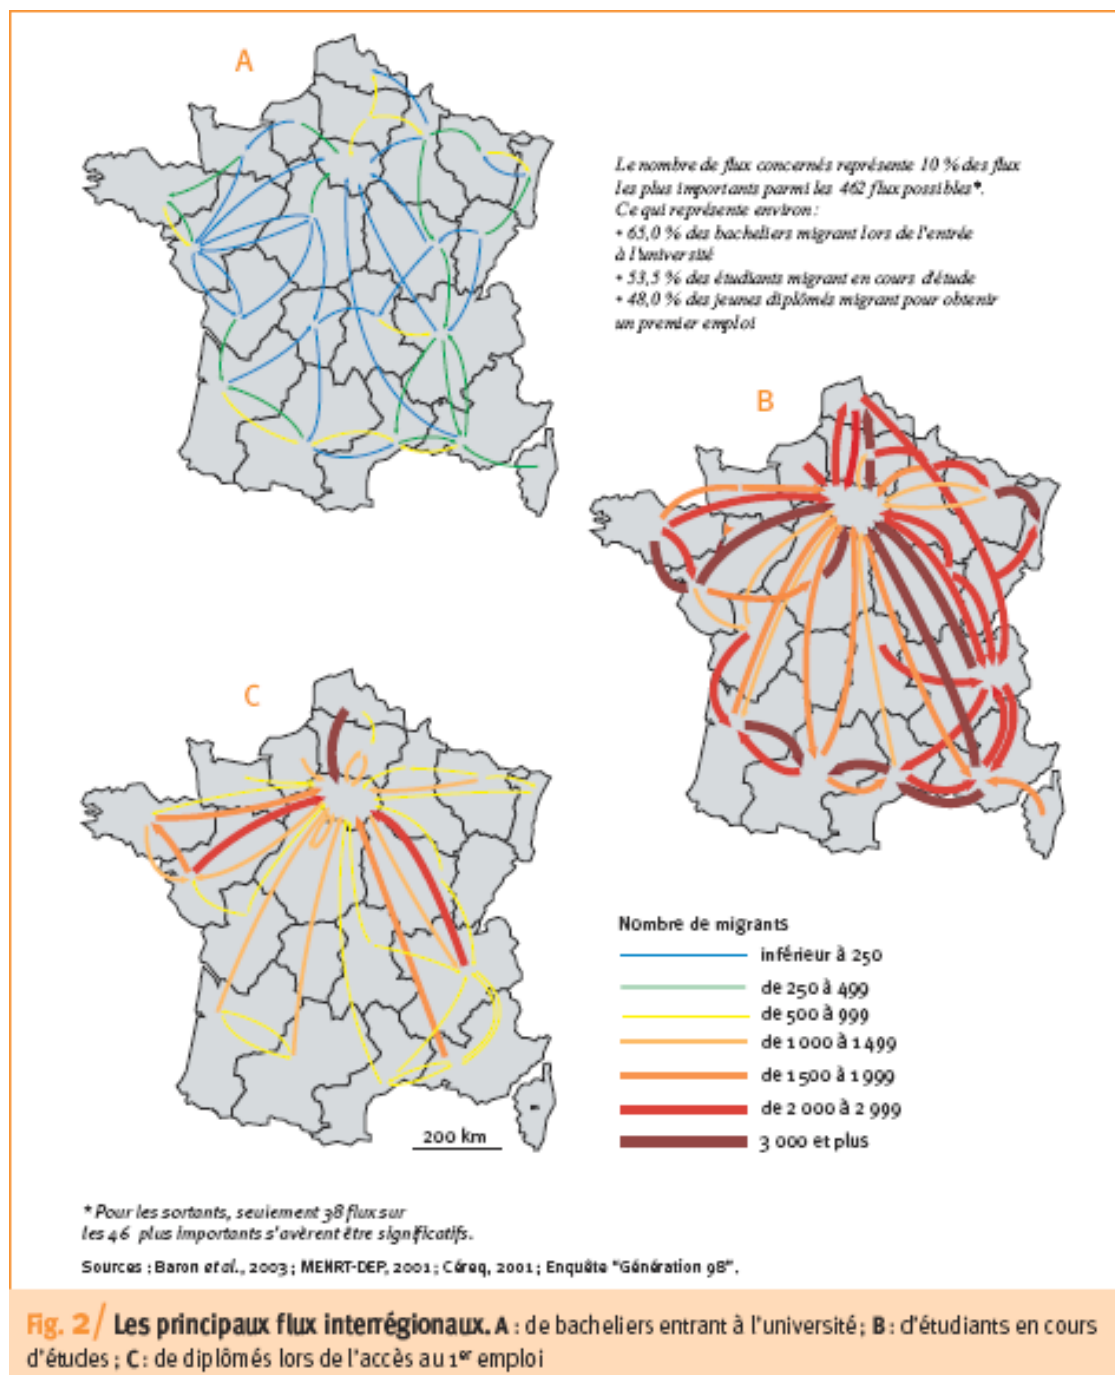 A
Le nombre de flux concernés représente 10 % des flux
les plus importants parmi les 462 flux possibles*.
Ce qui représente environ :
• 65,0 % des bacheliers migrant lors de l'entrée
à l'université
• 53,5 % des étudiants migrant en cours d'étude
• 48,0 % des jeunes diplômés migrant pour obtenir
un premier emploi
B
C
200 km
Nombre de migrants
inférieur à 250
de 250 à 499
de 500 à 999
de 1 000 à 1 499
de 1 500 à 1 999
de 2 000 à 2 999
3 000 et plus
* Pour les sortants, seulement 38 flux sur
les 46 plus importants s'avèrent être significatifs.
Sources : Baron et al., 2003 ; MENRT-DEP, 2001 ; Céreq, 2001 ; Enquête "Génération 98".
Fig. 2 / Les principaux flux interrégionaux. A : de bacheliers entrant à l'université ; B : d'étudiants en cours
d'études ; C : de diplômés lors de l'accès au 1er emploi